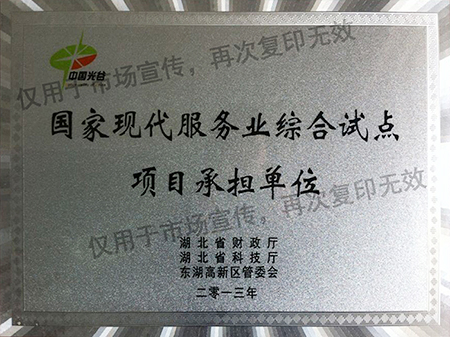 中国光谷
仅用于市场宣传，再次复印无效
国家现代服务业综合试点
项目承担单位
仅用于市场宣传，再次复印无效
湖北省财政厅
湖北省科技厅
东湖高新区管委会
二零一三年